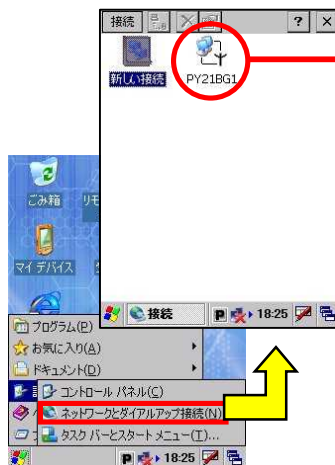 接続
?
×
新しい接続
PY21BG1
ごみ箱
リモ
マイ デバイス
接続
P
18:25
プログラム(P)
お気に入り(A)
ドキュメント(D)
コントロール パネル(C)
ネットワークとダイアルアップ接続(N)
タスク バーとスタート メニュー(T)...
P
18:25